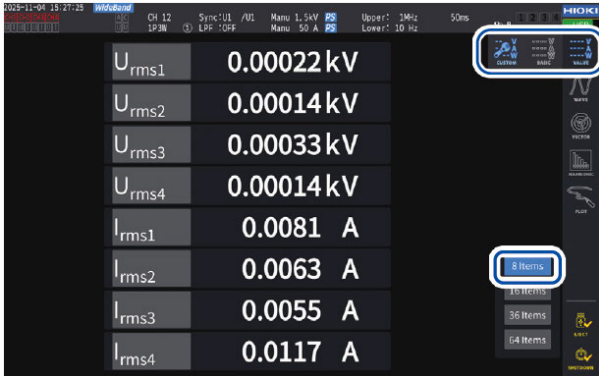 2025-11-04 15:27:25 WideBand CH 12 Sync:U1 /U1 Manu 1.5kV PS Upper: 1MHz 50ms HIOKI
1P3W ① LPF :OFF Manu 50 A PS Lower: 10 Hz
CUSTOM BASIC VALUE
Urms1 0.00022 kV
WAVE
Urms2 0.00014 kV
VECTOR
Urms3 0.00033 kV
HARMONIC
Urms4 0.00014 kV
PLOT
Irms1 0.0081 A
Irms2 0.0063 A
8 Items
16 Items
Irms3 0.0055 A
36 Items
EJECT
64 Items
Irms4 0.0117 A
SHUTDOWN